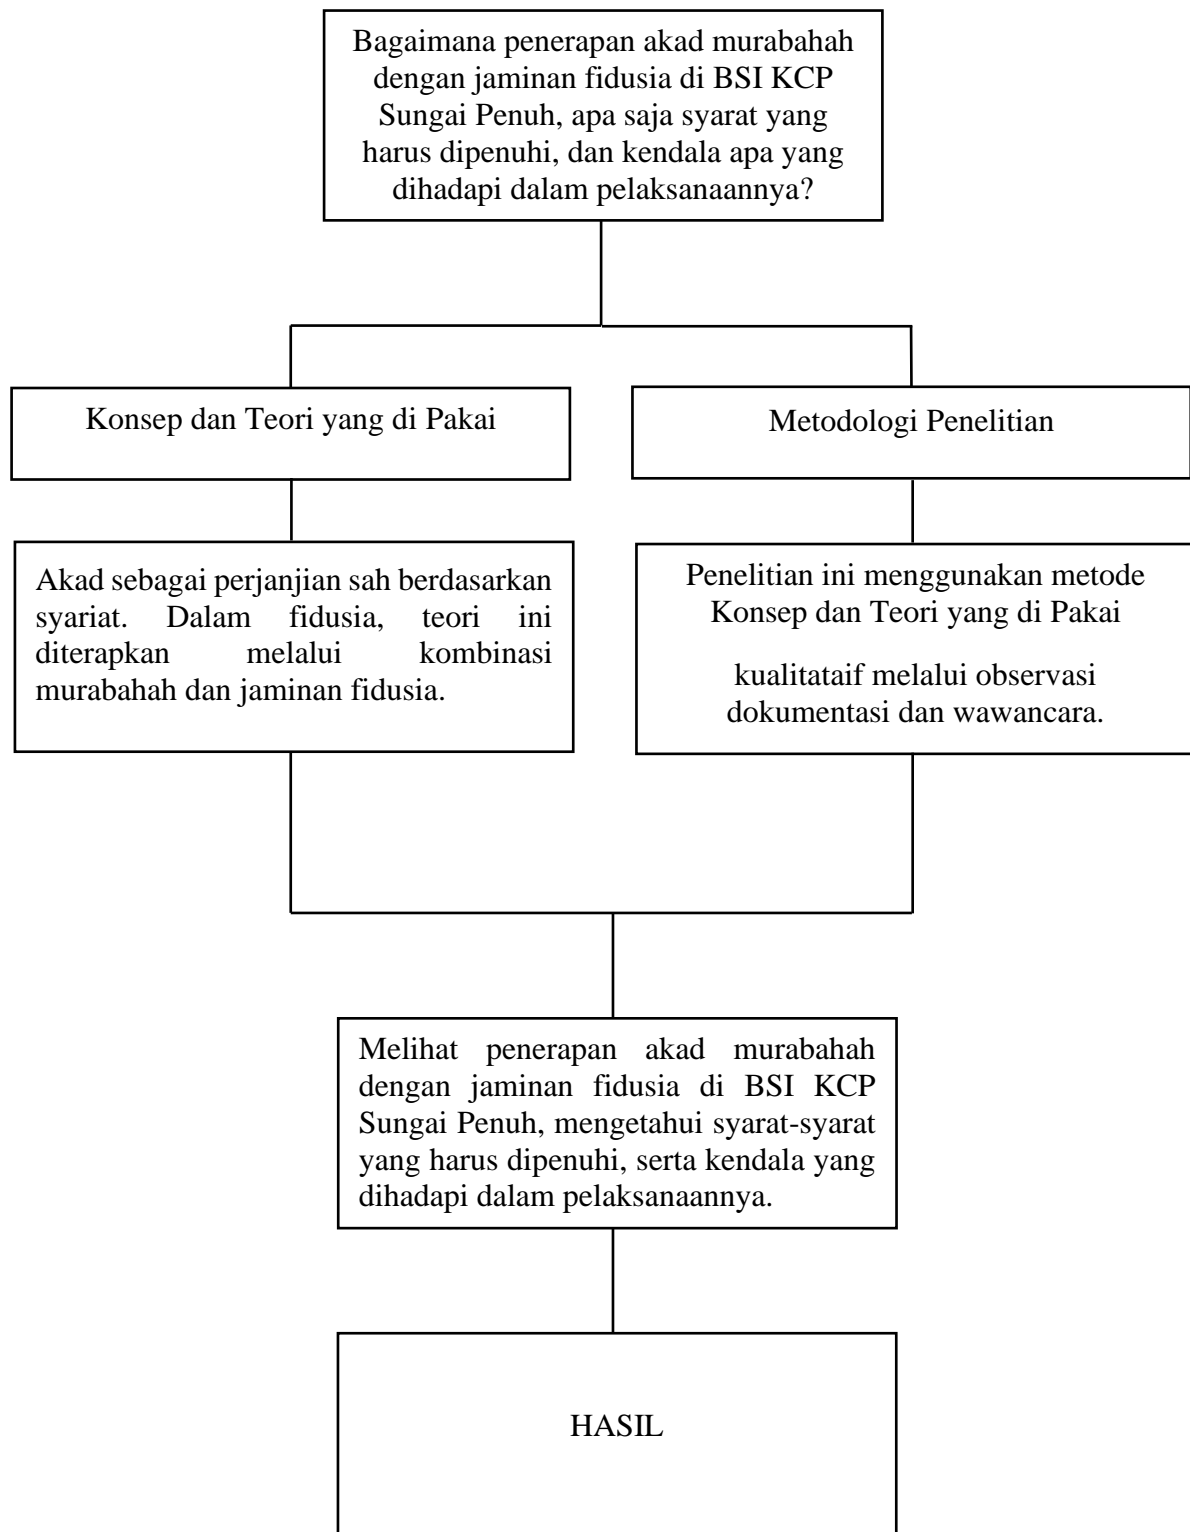 Bagaimana penerapan akad murabahah
dengan jaminan fidusia di BSI KCP
Sungai Penuh, apa saja syarat yang
harus dipenuhi, dan kendala apa yang
dihadapi dalam pelaksanaannya?
Konsep dan Teori yang di Pakai
Metodologi Penelitian
Akad sebagai perjanjian sah berdasarkan
syariat. Dalam fidusia, teori ini
diterapkan melalui kombinasi
murabahah dan jaminan fidusia.
Penelitian ini menggunakan metode
Konsep dan Teori yang di Pakai
kualitataif melalui observasi
dokumentasi dan wawancara.
Melihat penerapan akad murabahah
dengan jaminan fidusia di BSI KCP
Sungai Penuh, mengetahui syarat-syarat
yang harus dipenuhi, serta kendala yang
dihadapi dalam pelaksanaannya.
HASIL